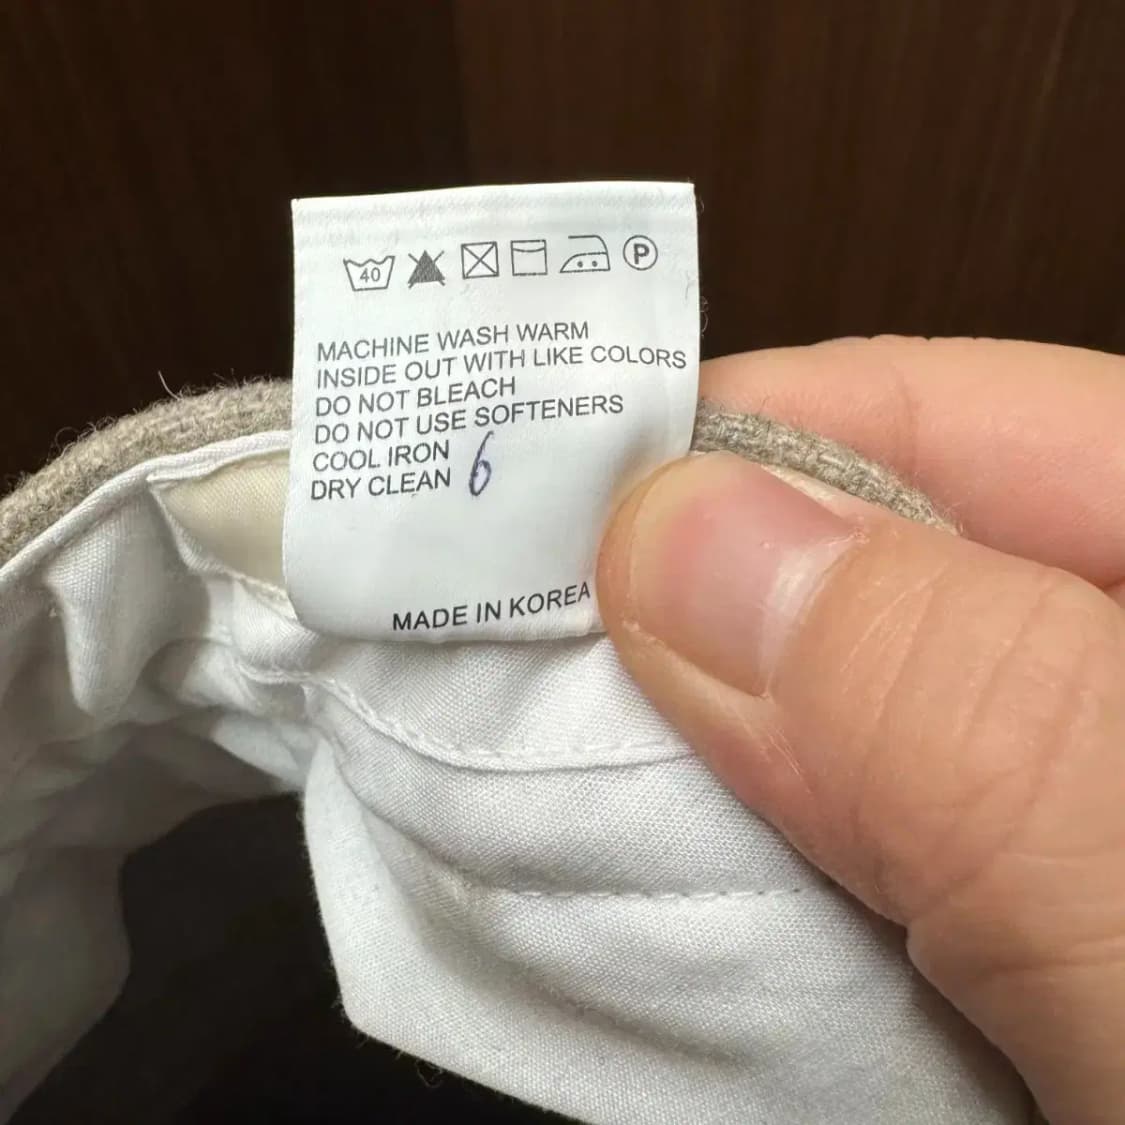 40 P
MACHINE WASH WARM
INSIDE OUT WITH LIKE COLORS
DO NOT BLEACH
DO NOT USE SOFTENERS
COOL IRON
DRY CLEAN 6
MADE IN KOREA